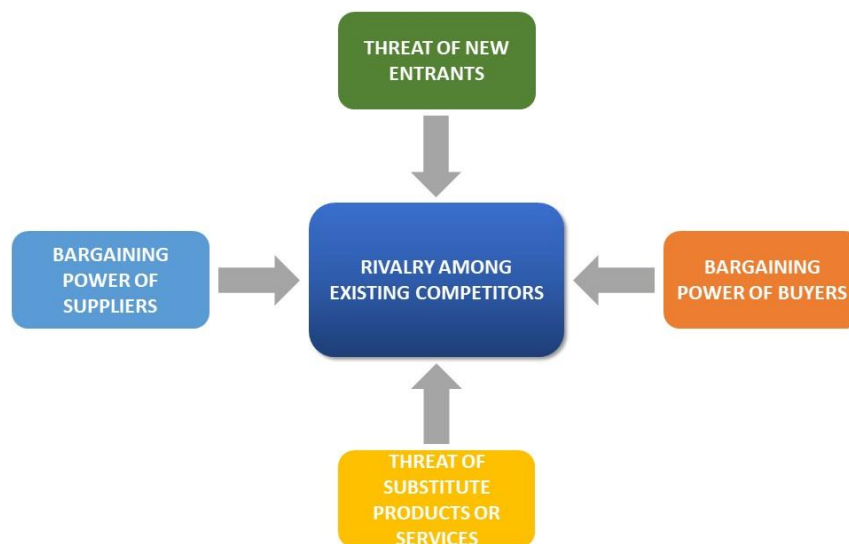 THREAT OF NEW
ENTRANTS
BARGAINING
POWER OF
SUPPLIERS
RIVALRY AMONG
EXISTING COMPETITORS
BARGAINING
POWER OF BUYERS
THREAT OF
SUBSTITUTE
PRODUCTS OR
SERVICES